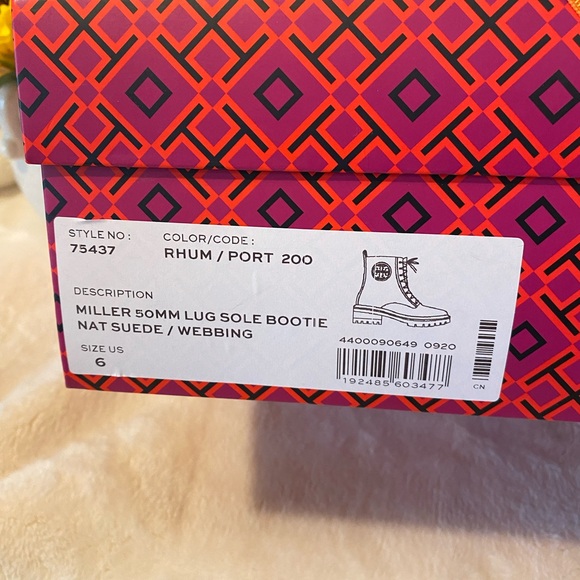 STYLE NO : COLOR/CODE :
75437 RHUM / PORT 200
DESCRIPTION
MILLER 50MM LUG SOLE BOOTIE
NAT SUEDE / WEBBING
SIZE US
6
4400090649 0920
192485 603477
CN